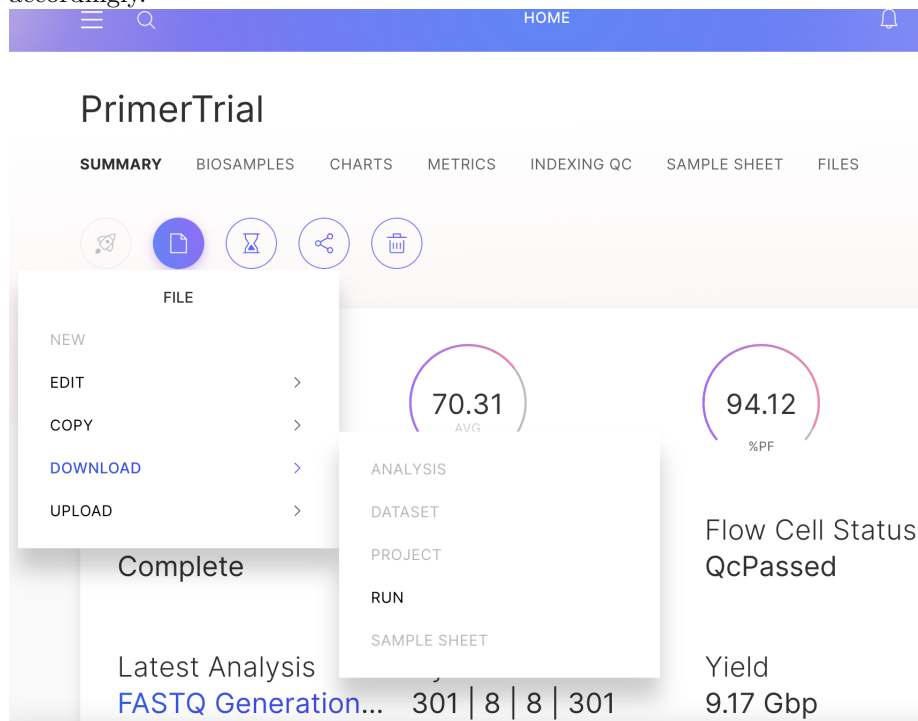 accordingly.
HOME
PrimerTrial
SUMMARY BIOSAMPLES CHARTS METRICS INDEXING QC SAMPLE SHEET FILES
FILE
NEW
EDIT
COPY
DOWNLOAD
UPLOAD
70.31
AVG
94.12
%PF
ANALYSIS
DATASET
PROJECT
RUN
SAMPLE SHEET
Complete
Flow Cell Status
QcPassed
Latest Analysis
FASTQ Generation...
301 | 8 | 8 | 301
Yield
9.17 Gbp